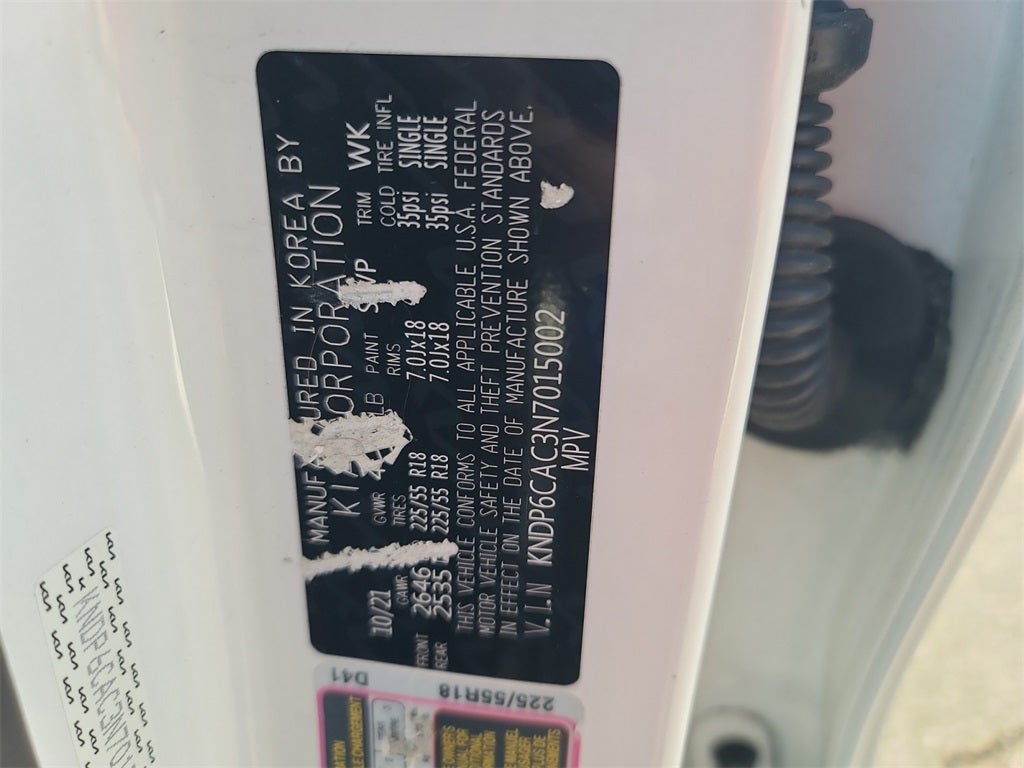 MANUF URED IN KOREA BY
KI ORPORATION
10/21 GVWR LB PAINT S P TRIM WK
GAWR TIRES RIMS COLD TIRE INFL
FRONT 2646 225/55 R18 7.0JX18 35psi SINGLE
REAR 2535 225/55 R18 7.0JX18 35psi SINGLE
THIS VEHICLE CONFORMS TO ALL APPLICABLE U.S.A. FEDERAL
MOTOR VEHICLE SAFETY AND THEFT PREVENTION STANDARDS
IN EFFECT ON THE DATE OF MANUFACTURE SHOWN ABOVE.
V.I.N KNDP6CAC3N7015002
MPV
KNDP6CAC3N701
D41
225/55R18